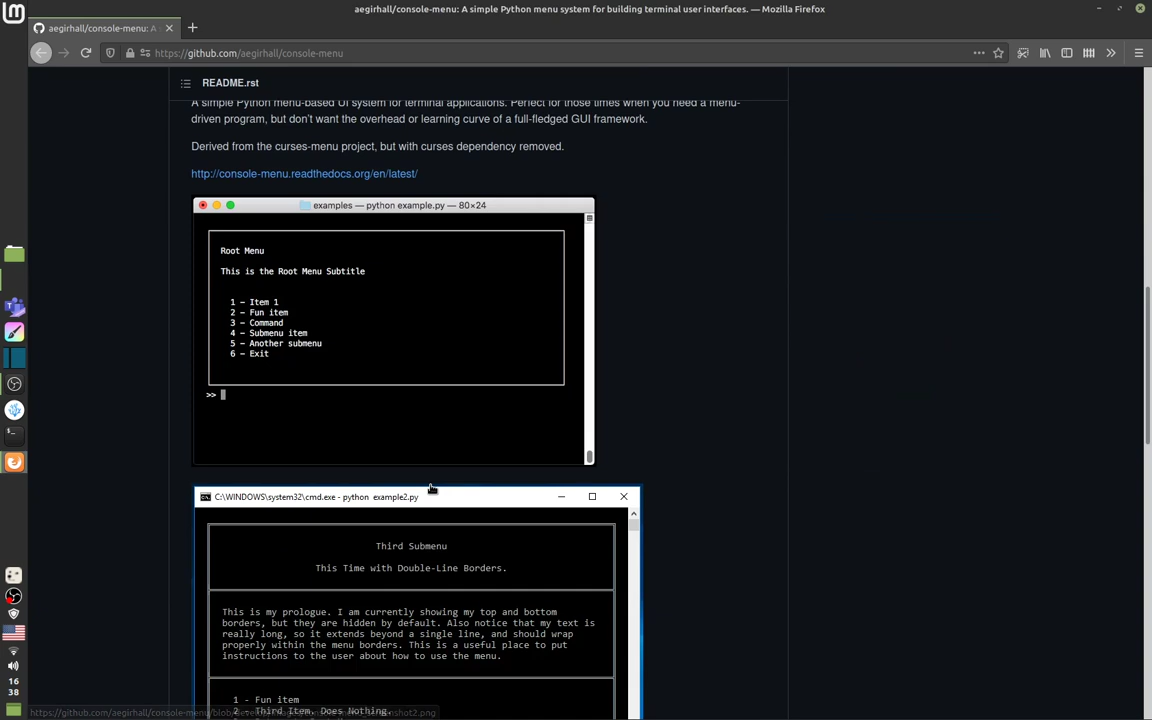 aegirhall/console-menu: A simple Python menu system for building terminal user interfaces. — Mozilla Firefox
aegirhall/console-menu: A
https://github.com/aegirhall/console-menu
README.rst
A simple Python menu-based UI system for terminal applications. Perfect for those times when you need a menu-
driven program, but don't want the overhead or learning curve of a full-fledged GUI framework.
Derived from the curses-menu project, but with curses dependency removed.
http://console-menu.readthedocs.org/en/latest/
examples — python example.py — 80×24
Root Menu
This is the Root Menu Subtitle
1 – Item 1
2 – Fun item
3 – Command
4 – Submenu item
5 – Another submenu
6 – Exit
>>
C:\WINDOWS\system32\cmd.exe - python example2.py
Third Submenu
This Time with Double-Line Borders.
This is my prologue. I am currently showing my top and bottom
borders, but they are hidden by default. Also notice that my text is
really long, so it extends beyond a single line, and should wrap
properly within the menu borders. This is a useful place to put
instructions to the user about how to use the menu.
1 - Fun item
2 - Third Item. Does Nothing.
16
38